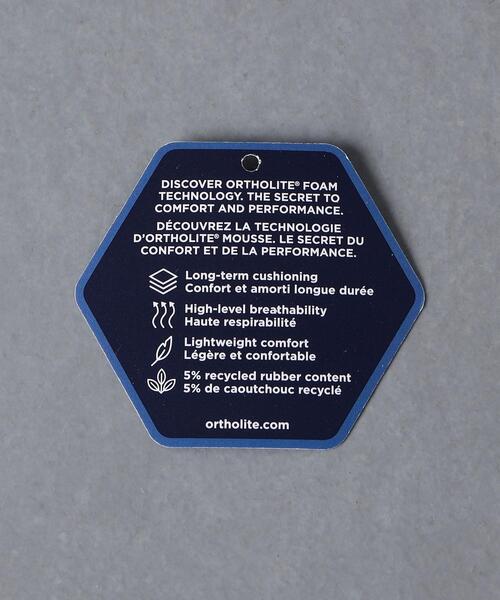 DISCOVER ORTHOLITE® FOAM
TECHNOLOGY. THE SECRET TO
COMFORT AND PERFORMANCE.
DÉCOUVREZ LA TECHNOLOGIE
D'ORTHOLITE® MOUSSE. LE SECRET DU
CONFORT ET DE LA PERFORMANCE.
Long-term cushioning
Confort et amorti longue durée
High-level breathability
Haute respirabilité
Lightweight comfort
Légère et confortable
5% recycled rubber content
5% de caoutchouc recyclé
ortholite.com